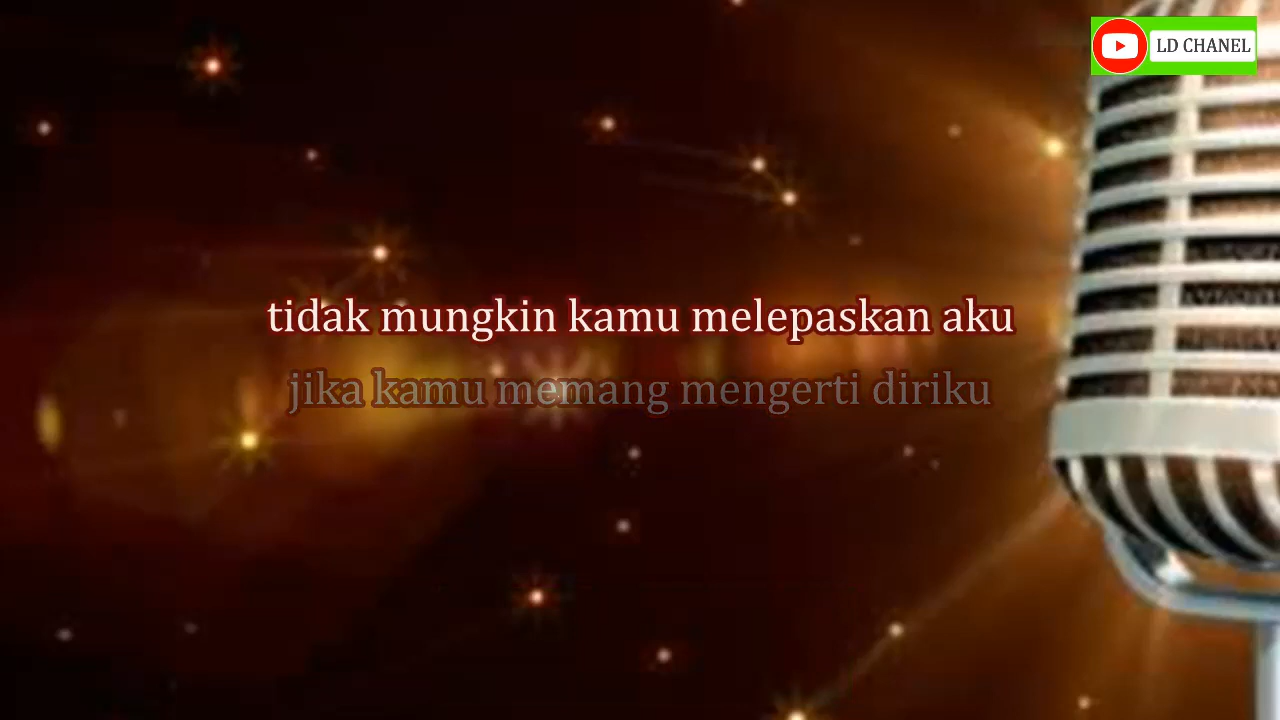 LD CHANEL
tidak mungkin kamu melepaskan aku
jika kamu memang mengerti diriku